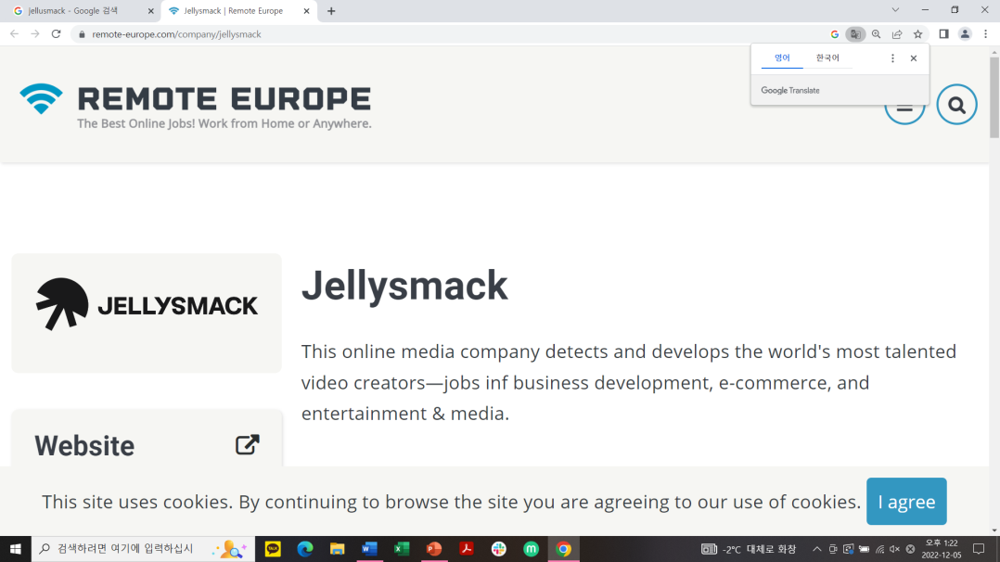 jellusmack - Google 검색
Jellysmack | Remote Europe
remote-europe.com/company/jellysmack
영어
한국어
Google Translate
REMOTE EUROPE
The Best Online Jobs! Work from Home or Anywhere.
JELLYSMACK
Jellysmack
This online media company detects and develops the world's most talented
video creators—jobs inf business development, e-commerce, and
entertainment & media.
Website
This site uses cookies. By continuing to browse the site you are agreeing to our use of cookies.
I agree
검색하려면 여기에 입력하십시
TALK
-2°C 대체로 화창
오후 1:22
2022-12-05